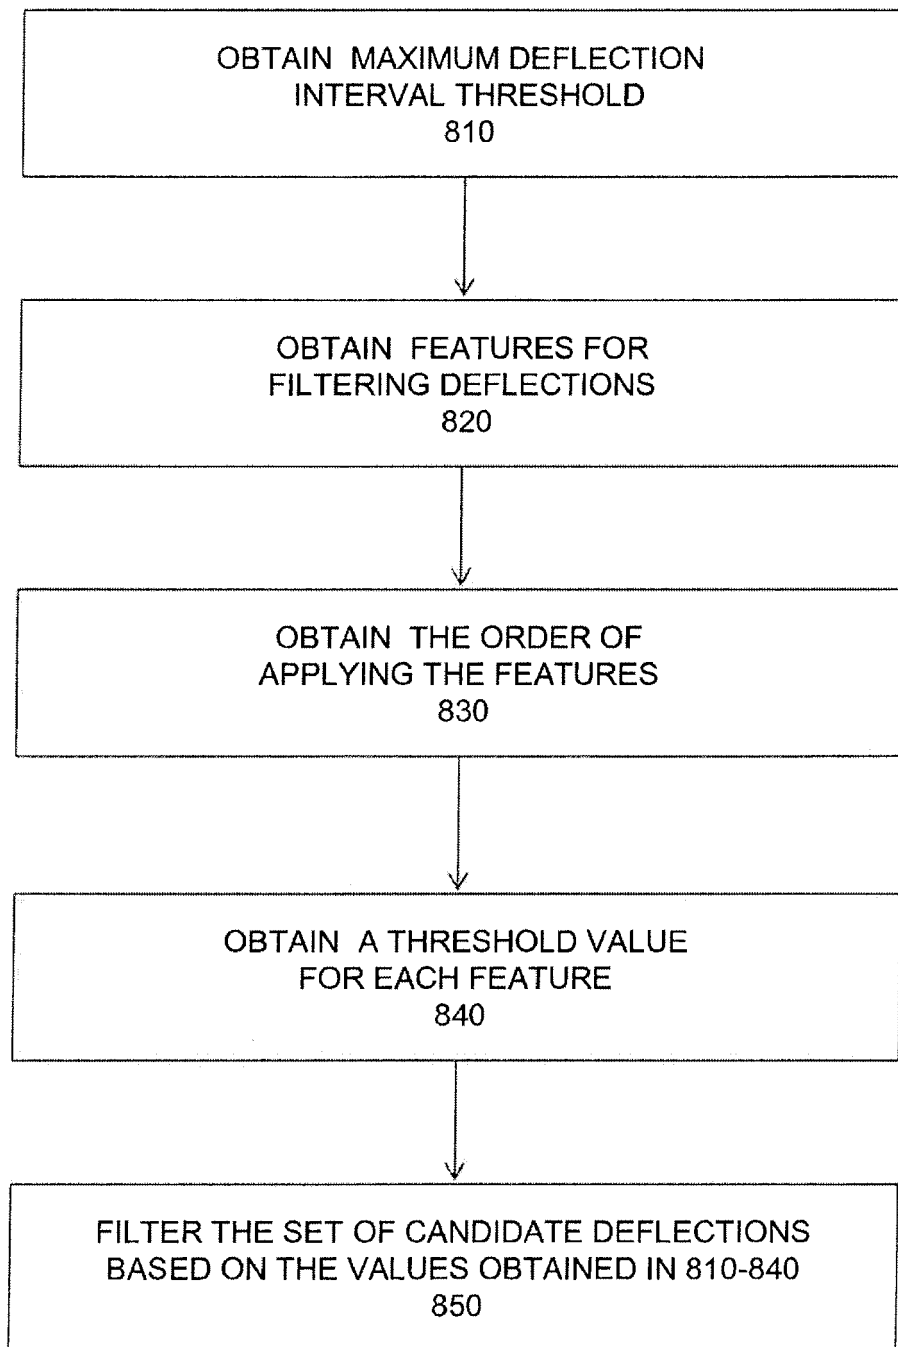 OBTAIN MAXIMUM DEFLECTION
INTERVAL THRESHOLD
810
OBTAIN FEATURES FOR
FILTERING DEFLECTIONS
820
OBTAIN THE ORDER OF
APPLYING THE FEATURES
830
OBTAIN A THRESHOLD VALUE
FOR EACH FEATURE
840
FILTER THE SET OF CANDIDATE DEFLECTIONS
BASED ON THE VALUES OBTAINED IN 810-840
850